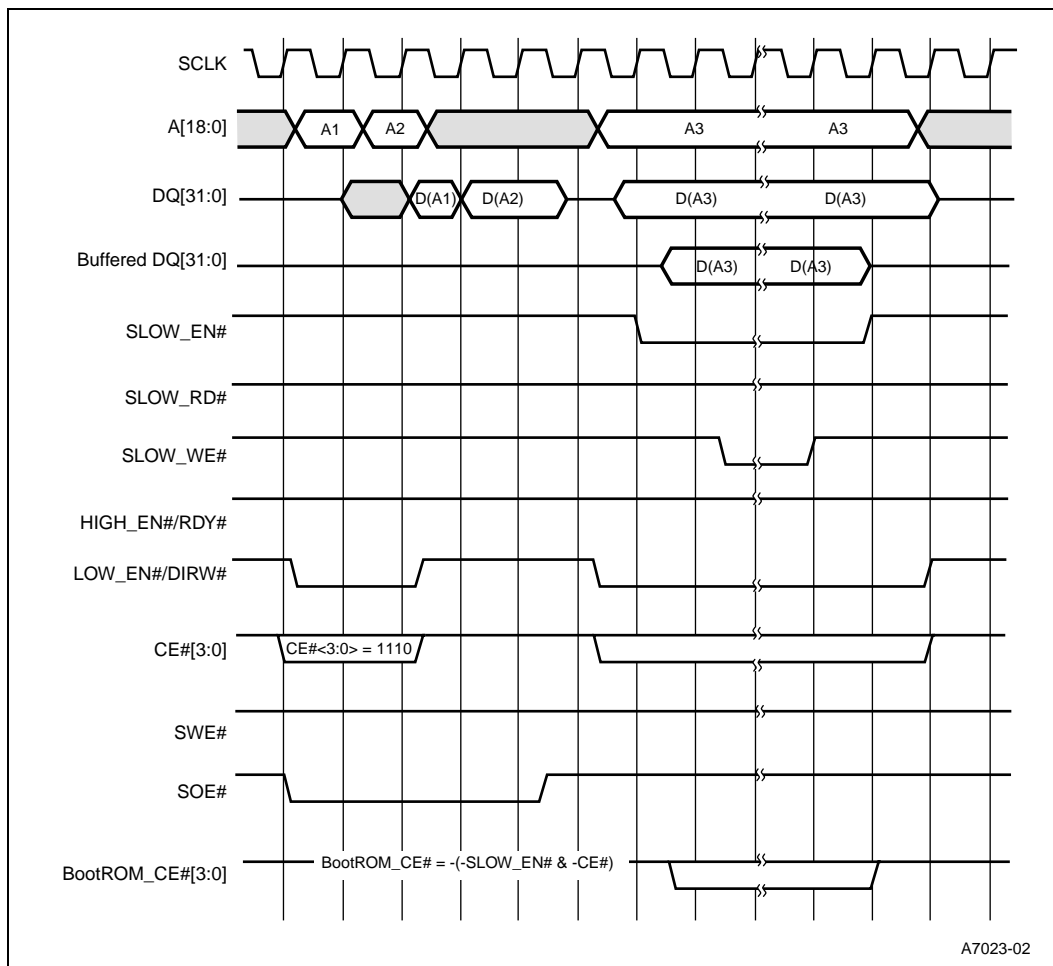 SCLK
A[18:0] A1 A2 A3 A3
DQ[31:0] D(A1) D(A2) D(A3) D(A3)
Buffered DQ[31:0] D(A3) D(A3)
SLOW_EN#
SLOW_RD#
SLOW_WE#
HIGH_EN#/RDY#
LOW_EN#/DIRW#
CE#[3:0] CE#<3:0> = 1110
SWE#
SOE#
BootROM_CE#[3:0] BootROM_CE# = -(-SLOW_EN# & -CE#)
A7023-02